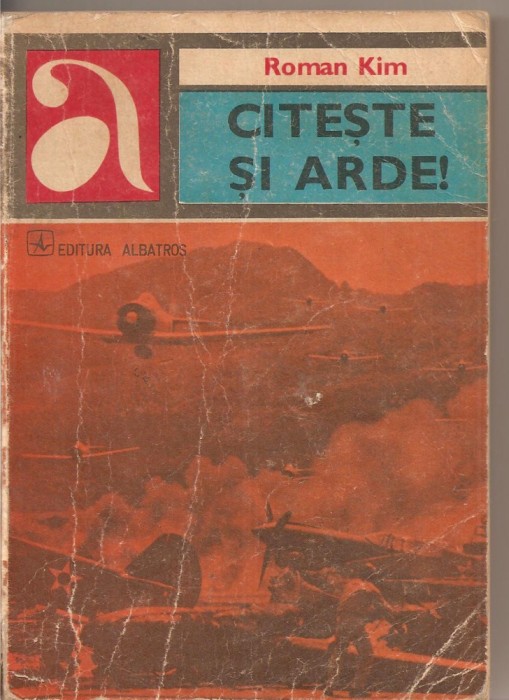 a
Roman Kim
CITEȘTE
ȘI ARDE!
EDITURA ALBATROS